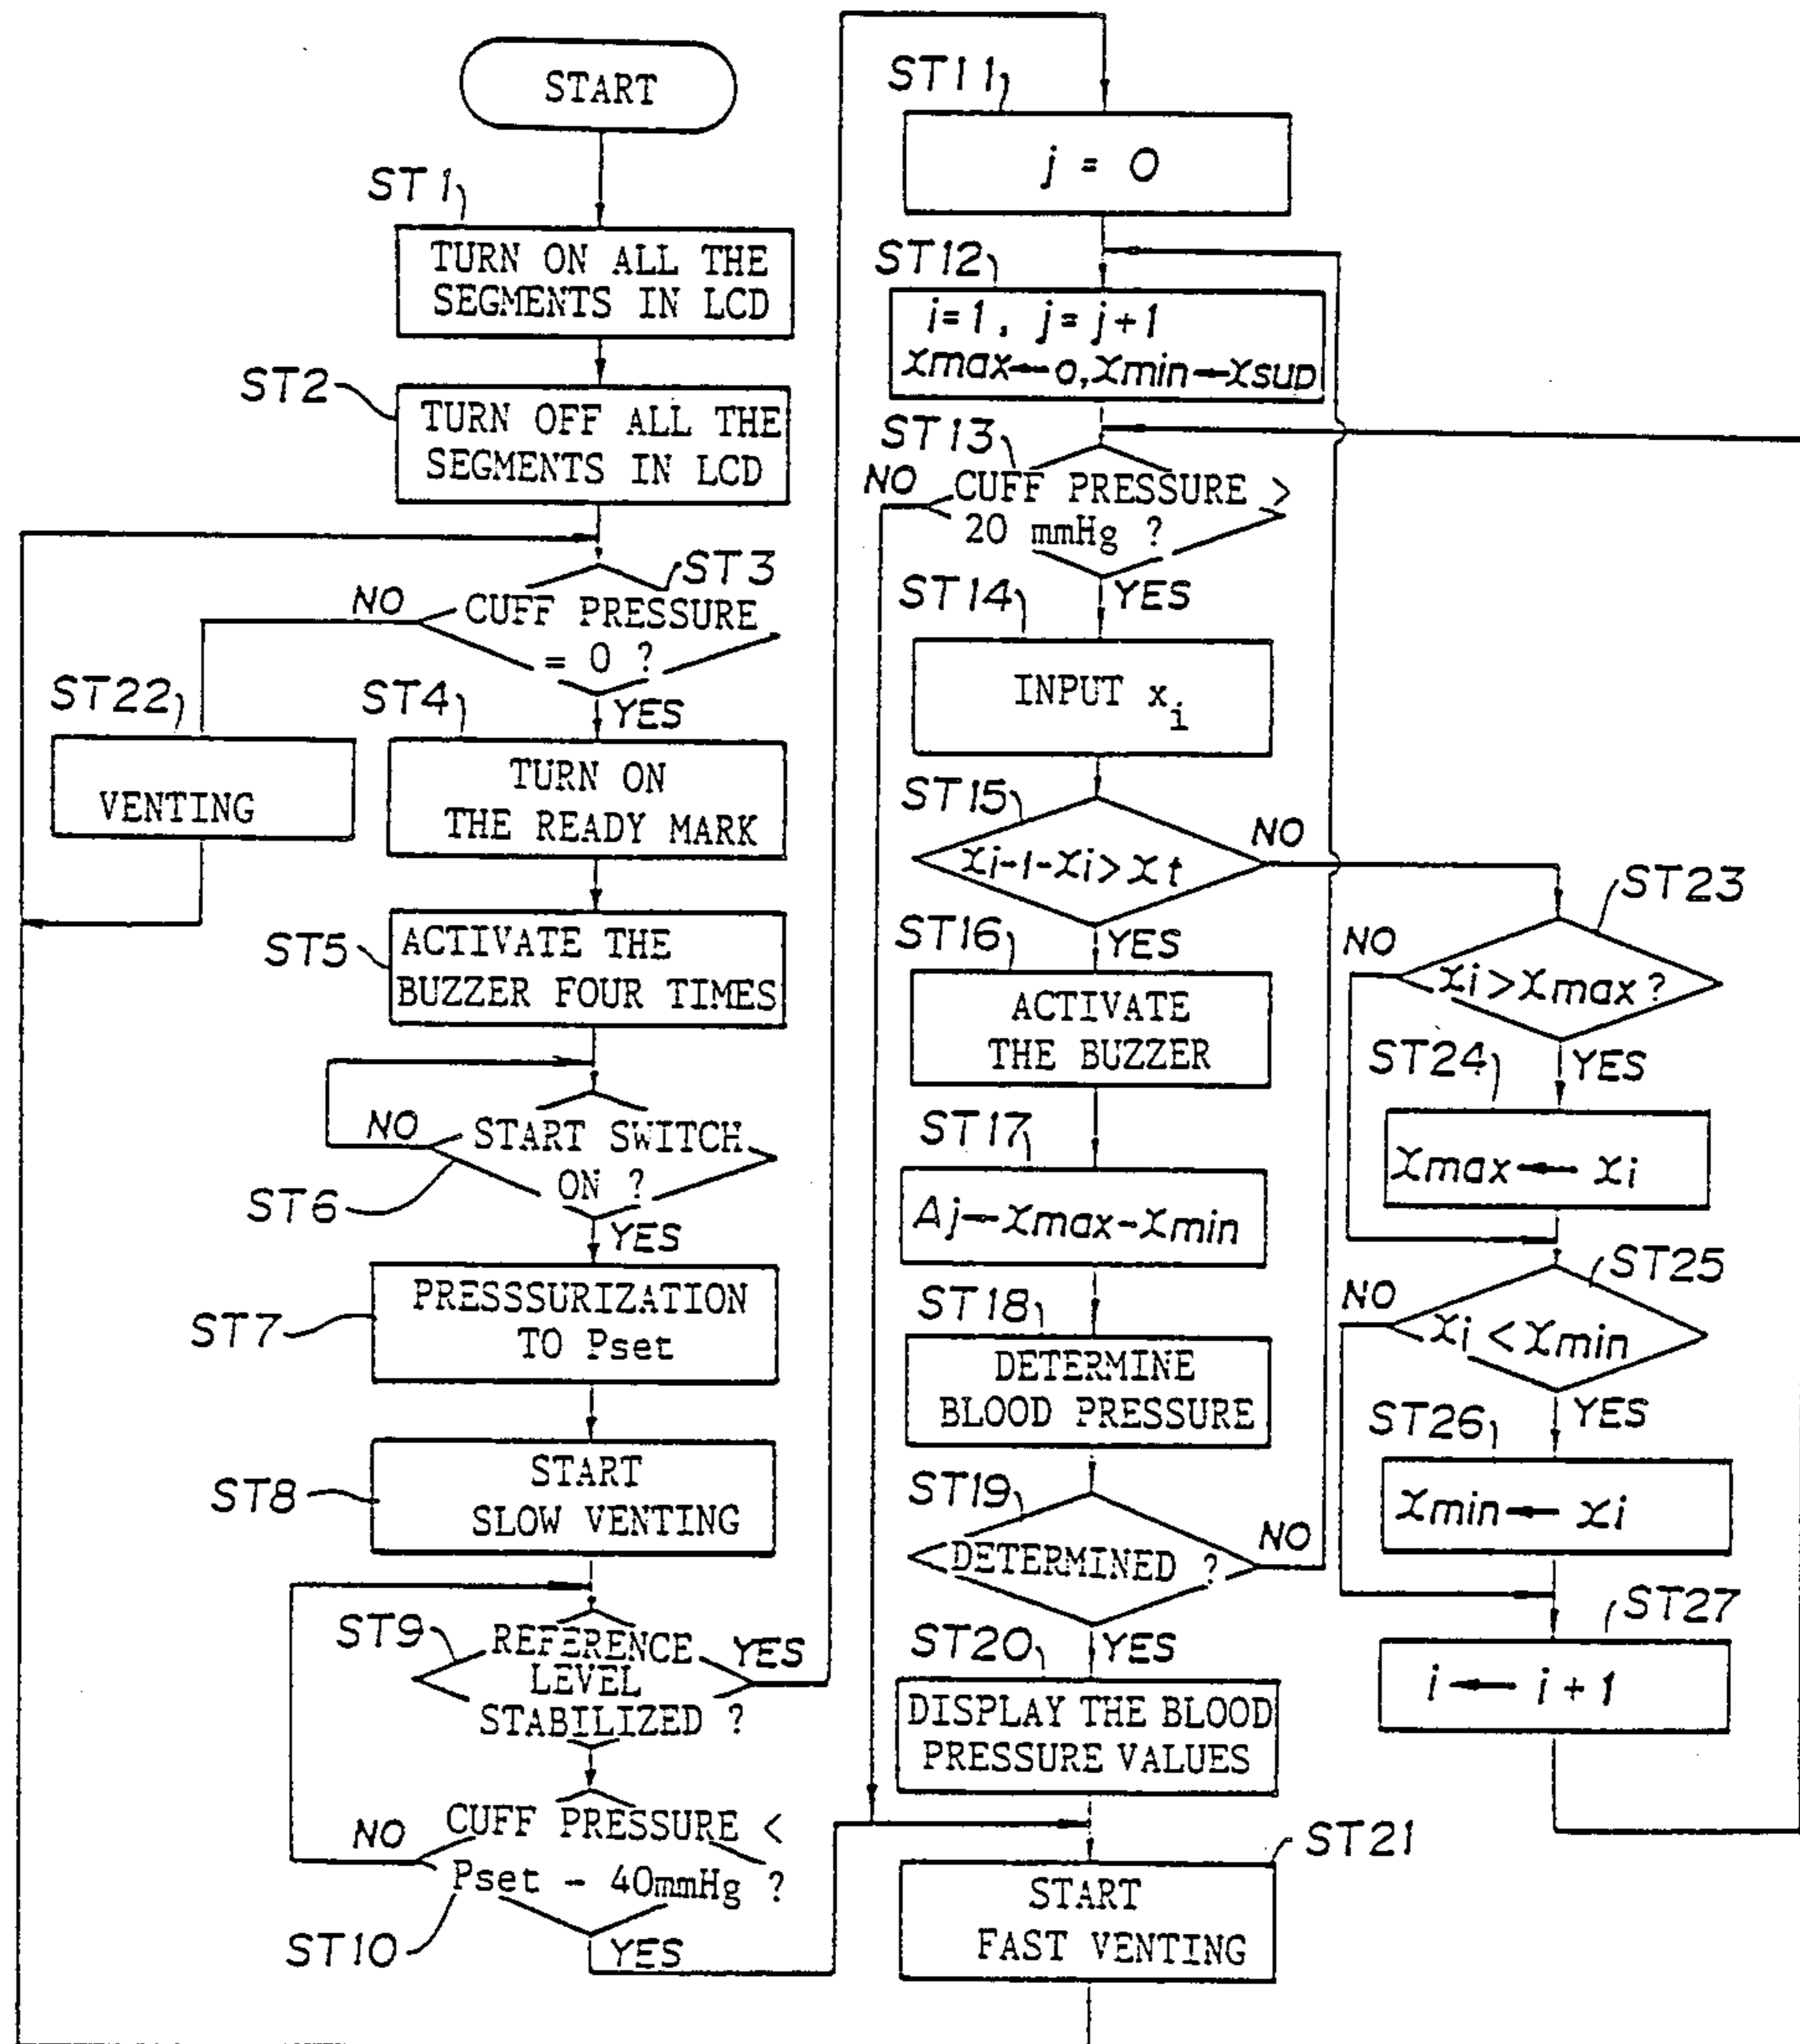 START
ST1
TURN ON ALL THE
SEGMENTS IN LCD
ST2
TURN OFF ALL THE
SEGMENTS IN LCD
ST3
CUFF PRESSURE
= 0 ?
NO
YES
ST22
VENTING
ST4
TURN ON
THE READY MARK
ST5
ACTIVATE THE
BUZZER FOUR TIMES
START SWITCH
ON ?
NO
ST6
YES
ST7
PRESSSURIZATION
TO Pset
ST8
START
SLOW VENTING
ST9
REFERENCE
LEVEL
STABILIZED ?
YES
CUFF PRESSURE <
Pset - 40mmHg ?
NO
ST10
YES
ST11
j = 0
ST12
i=1, j=j+1
xmax←0, xmin←xsup
ST13
CUFF PRESSURE >
20 mmHg ?
NO
YES
ST14
INPUT xi
ST15
xi-1-xi>xt
NO
YES
ST16
ACTIVATE
THE BUZZER
ST17
Aj←xmax-xmin
ST18
DETERMINE
BLOOD PRESSURE
ST19
DETERMINED ?
NO
YES
ST20
DISPLAY THE BLOOD
PRESSURE VALUES
ST21
START
FAST VENTING
ST23
xi>xmax?
NO
YES
ST24
xmax← xi
ST25
xi<xmin
NO
YES
ST26
xmin← xi
ST27
i← i+1